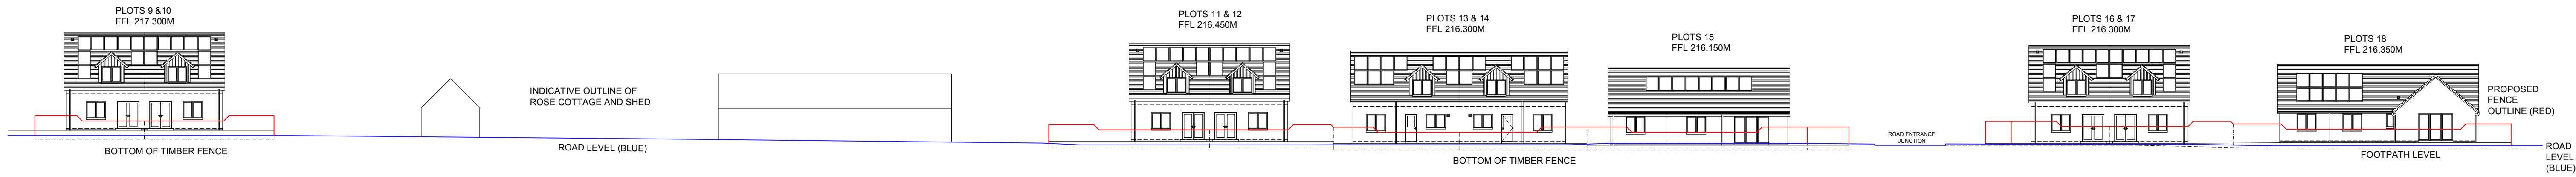 PLOTS 9 &10
FFL 217.300M
PLOTS 11 & 12
FFL 216.450M
PLOTS 13 & 14
FFL 216.300M
PLOTS 15
FFL 216.150M
PLOTS 16 & 17
FFL 216.300M
PLOTS 18
FFL 216.350M
INDICATIVE OUTLINE OF
ROSE COTTAGE AND SHED
PROPOSED
FENCE
OUTLINE (RED)
ROAD ENTRANCE
JUNCTION
BOTTOM OF TIMBER FENCE
ROAD LEVEL (BLUE)
BOTTOM OF TIMBER FENCE
FOOTPATH LEVEL
ROAD
LEVEL
(BLUE)